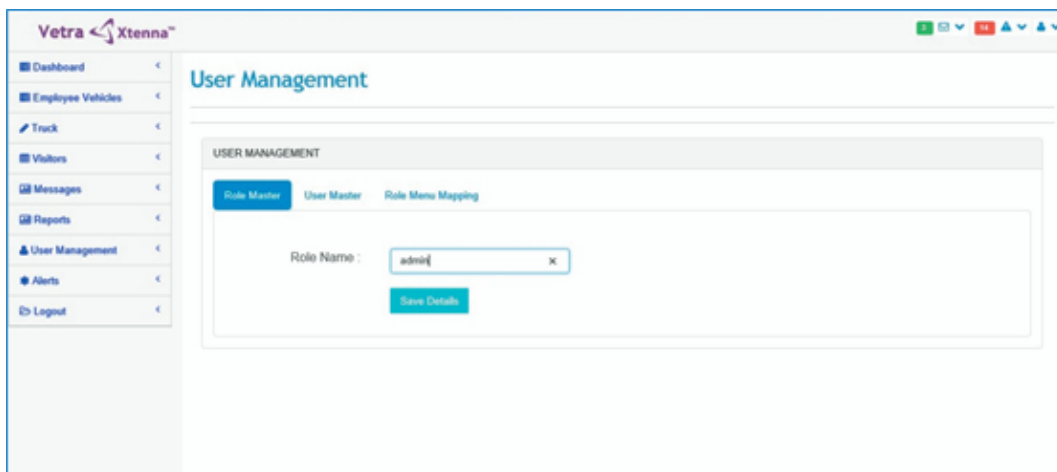 Vetra Xtenna™
14
Dashboard
Employee Vehicles
Truck
Visitors
Messages
Reports
User Management
Alerts
Logout
User Management
USER MANAGEMENT
Role Master User Master Role Menu Mapping
Role Name : admin
Save Details